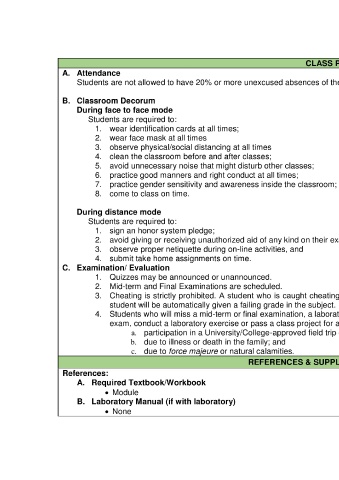 CLASS P
A. Attendance
Students are not allowed to have 20% or more unexcused absences of the
B. Classroom Decorum
During face to face mode
Students are required to:
1. wear identification cards at all times;
2. wear face mask at all times
3. observe physical/social distancing at all times
4. clean the classroom before and after classes;
5. avoid unnecessary noise that might disturb other classes;
6. practice good manners and right conduct at all times;
7. practice gender sensitivity and awareness inside the classroom;
8. come to class on time.
During distance mode
Students are required to:
1. sign an honor system pledge;
2. avoid giving or receiving unauthorized aid of any kind on their exa
3. observe proper netiquette during on-line activities, and
4. submit take home assignments on time.
C. Examination/ Evaluation
1. Quizzes may be announced or unannounced.
2. Mid-term and Final Examinations are scheduled.
3. Cheating is strictly prohibited. A student who is caught cheating
student will be automatically given a failing grade in the subject.
4. Students who will miss a mid-term or final examination, a laborat
exam, conduct a laboratory exercise or pass a class project for a
a. participation in a University/College-approved field trip
b. due to illness or death in the family; and
c. due to force majeure or natural calamities.
REFERENCES & SUPPL
References:
A. Required Textbook/Workbook
• Module
B. Laboratory Manual (if with laboratory)
• None